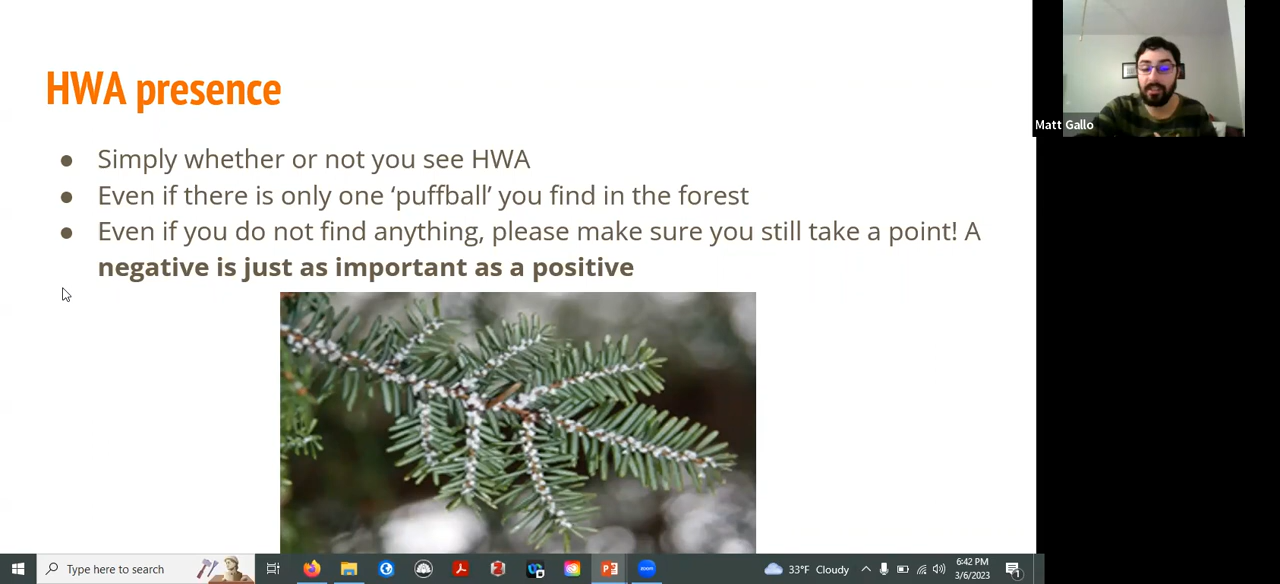 HWA presence
● Simply whether or not you see HWA
● Even if there is only one ‘puffball’ you find in the forest
● Even if you do not find anything, please make sure you still take a point! A
negative is just as important as a positive
Matt Gallo
Type here to search
zoom
33°F Cloudy
6:42 PM
3/6/2023
1